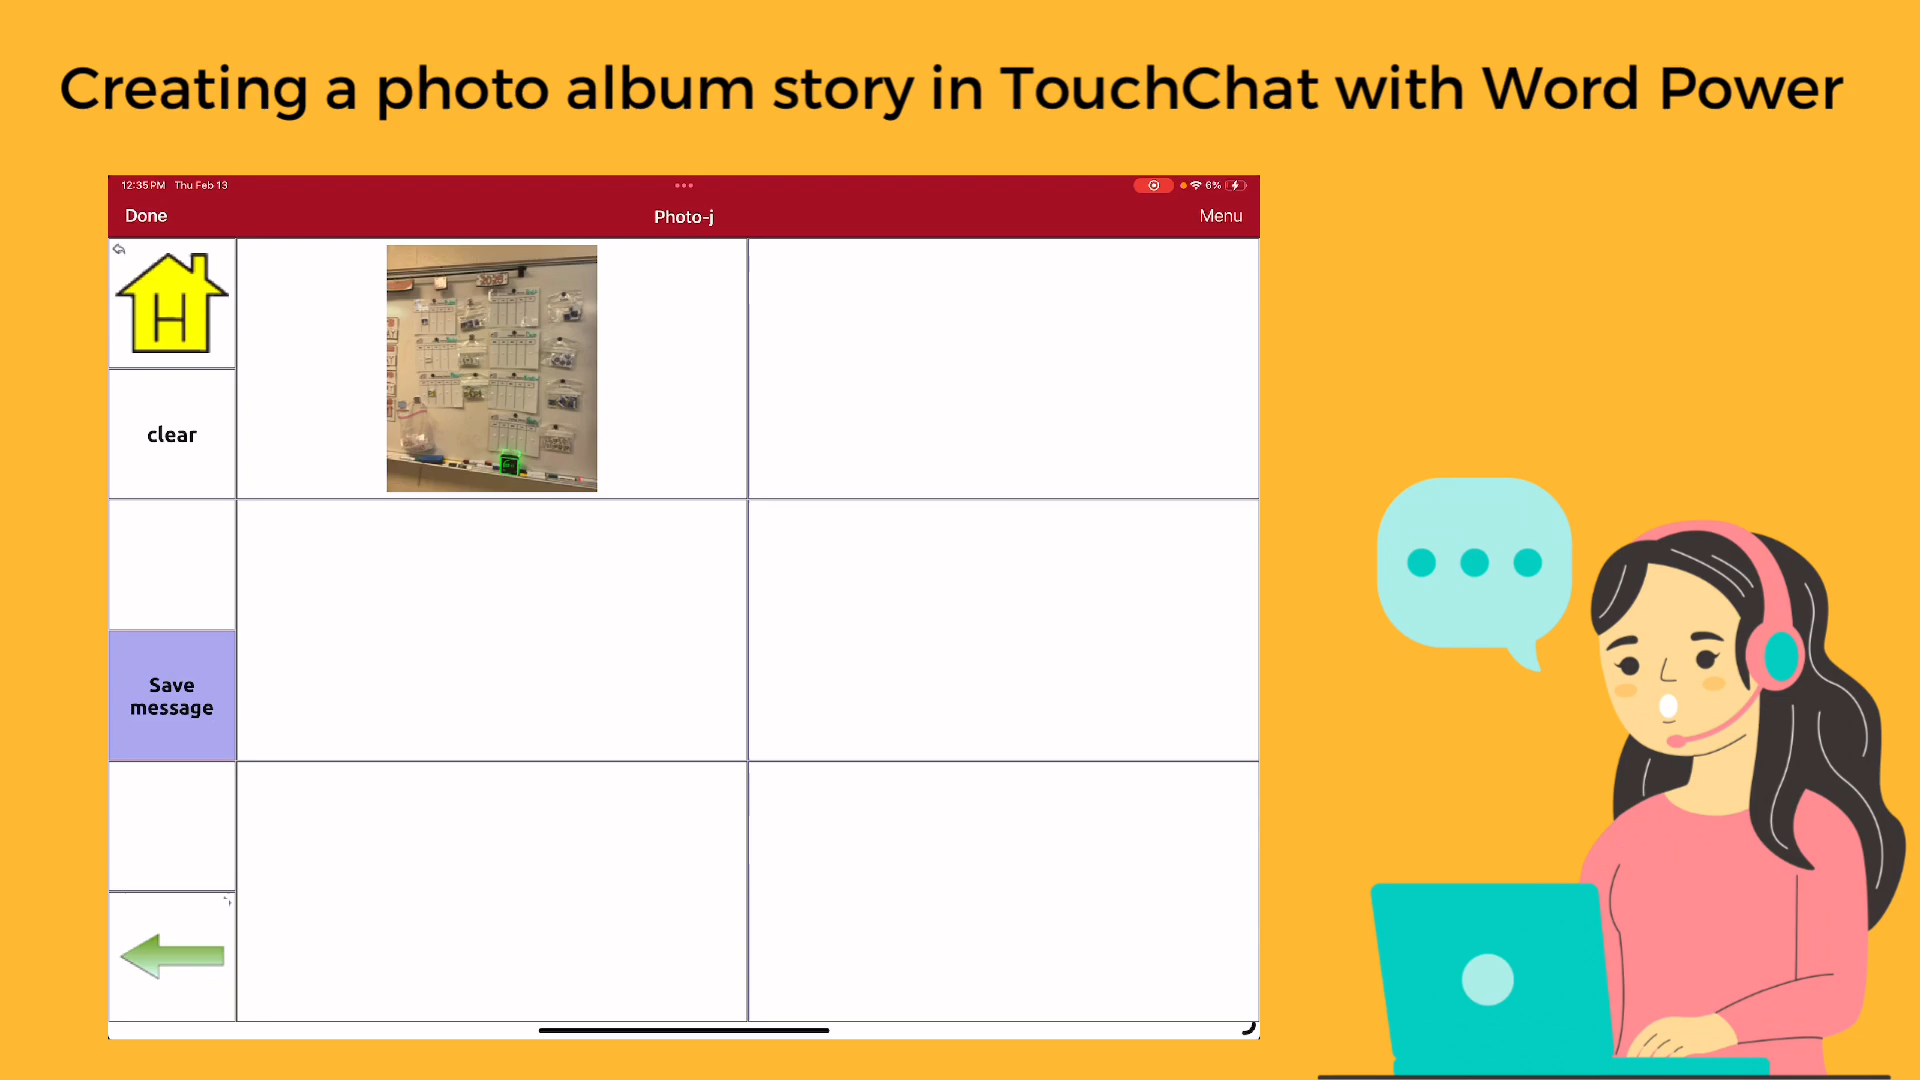 Creating a photo album story in TouchChat with Word Power
12:35 PM Thu Feb 13
6%
Done
Photo-j
Menu
H
clear
Save
message